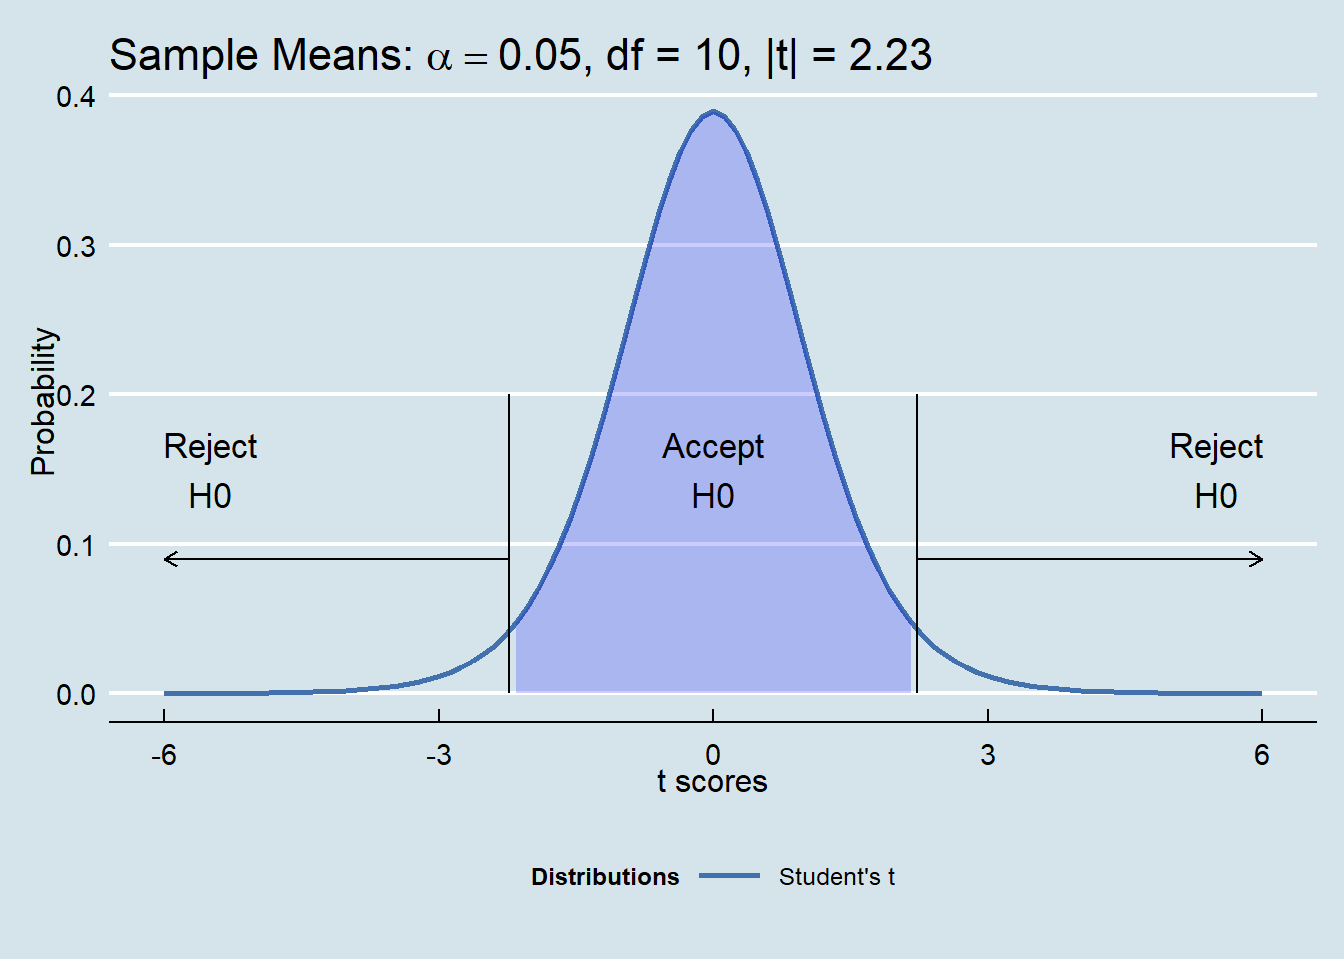 Sample Means: α = 0.05, df = 10, |t| = 2.23
0.4
0.3
0.2
0.1
0.0
Probability
Reject
H0
Accept
H0
Reject
H0
-6
-3
0
3
6
t scores
Distributions
Student's t